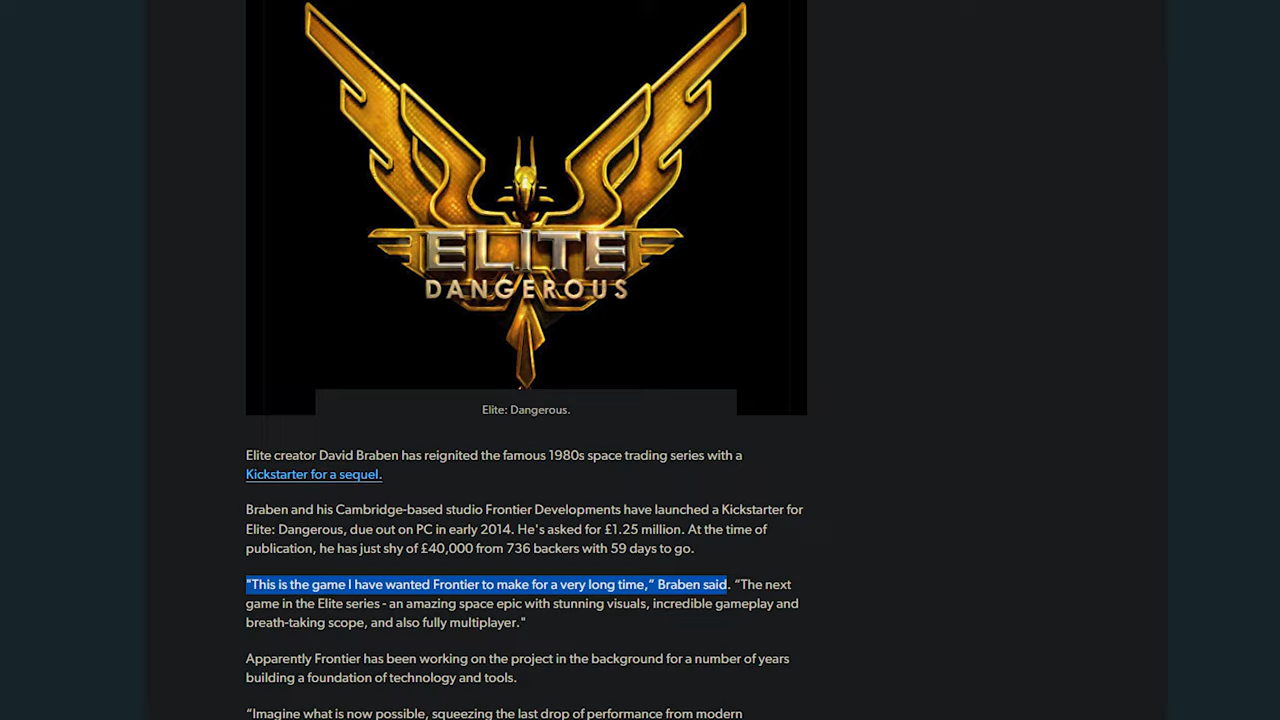 ELITE
DANGEROUS
Elite: Dangerous.
Elite creator David Braben has reignited the famous 1980s space trading series with a
Kickstarter for a sequel.
Braben and his Cambridge-based studio Frontier Developments have launched a Kickstarter for
Elite: Dangerous, due out on PC in early 2014. He's asked for £1.25 million. At the time of
publication, he has just shy of £40,000 from 736 backers with 59 days to go.
"This is the game I have wanted Frontier to make for a very long time,“ Braben said. “The next
game in the Elite series - an amazing space epic with stunning visuals, incredible gameplay and
breath-taking scope, and also fully multiplayer."
Apparently Frontier has been working on the project in the background for a number of years
building a foundation of technology and tools.
“Imagine what is now possible, squeezing the last drop of performance from modern